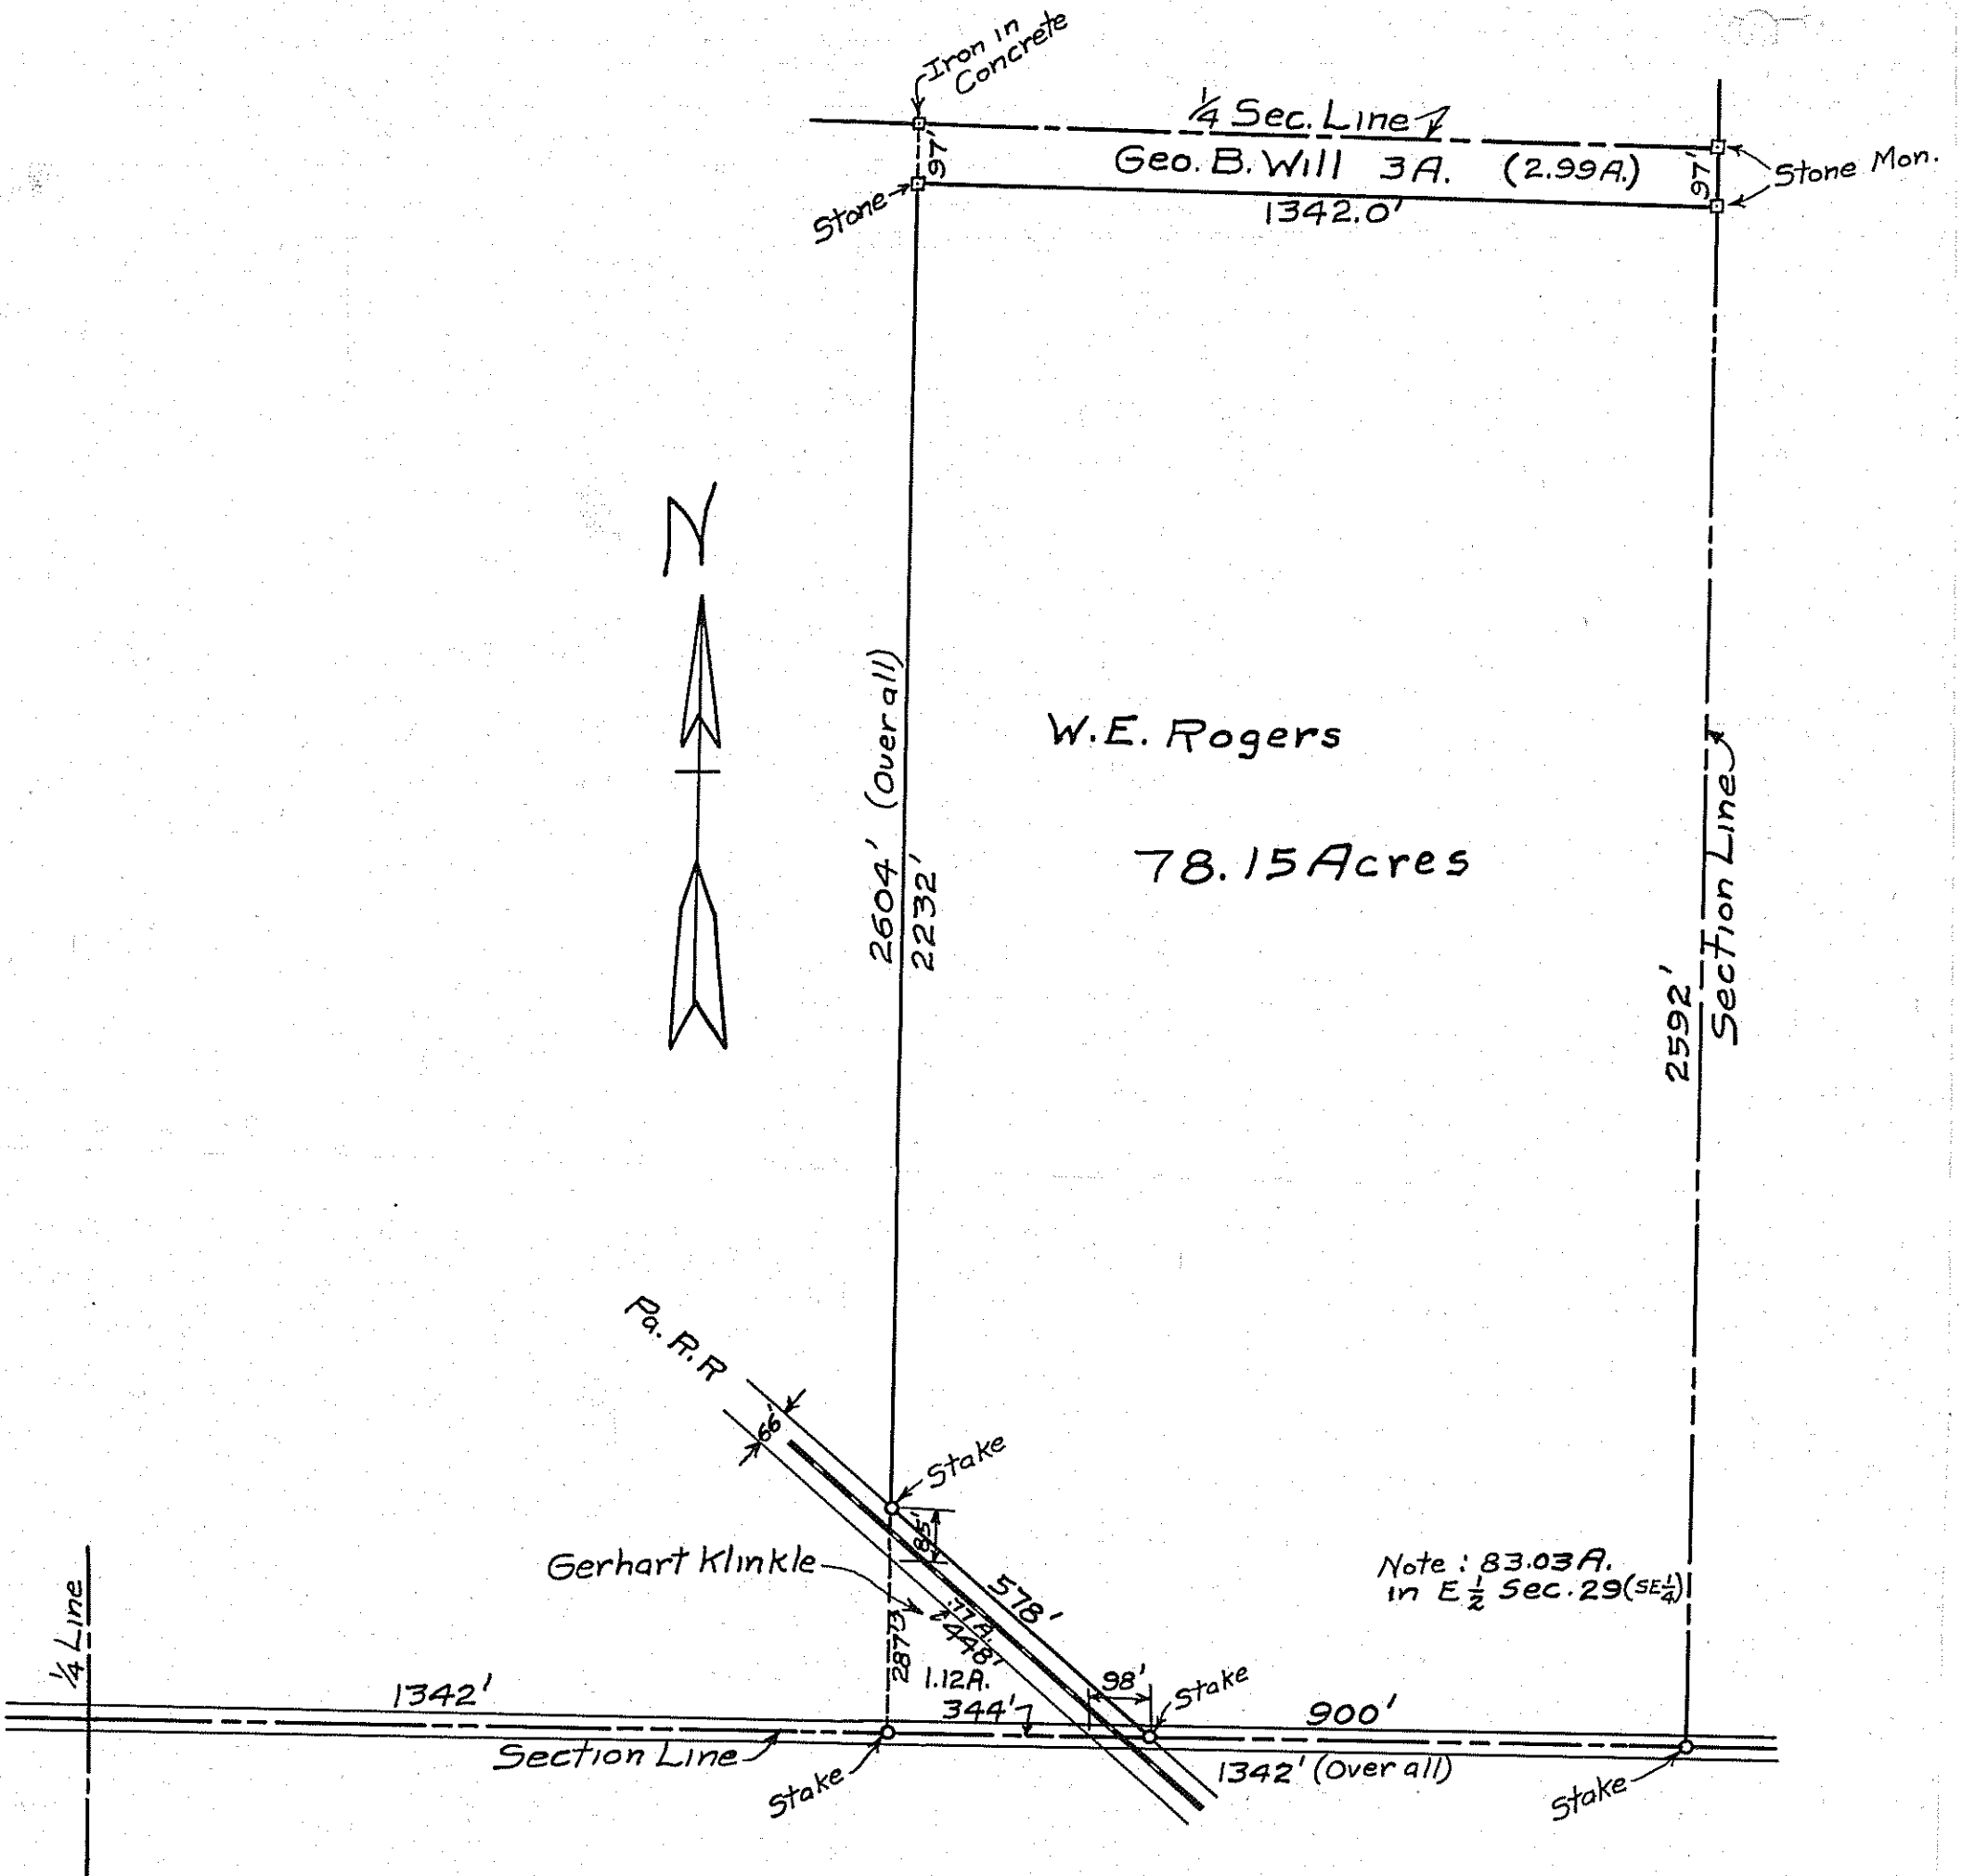 Iron in
Concrete
1/4 Sec. Line
Geo. B. Will 3A. (2.99A.)
97'
97'
Stone Mon.
Stone
1342.0'
N
2604' (Over all)
2232'
W.E. Rogers
78.15 Acres
Section Line
2592'
Pa. R.R
66'
Stake
85'
Gerhart Klinkle
578'
.77 A.
448'
287'
1.12A.
344'
98'
Stake
Note : 83.03A.
in E 1/2 Sec. 29 (SE 1/4)
1/4 Line
1342'
900'
Section Line
1342' (Over all)
Stake
Stake